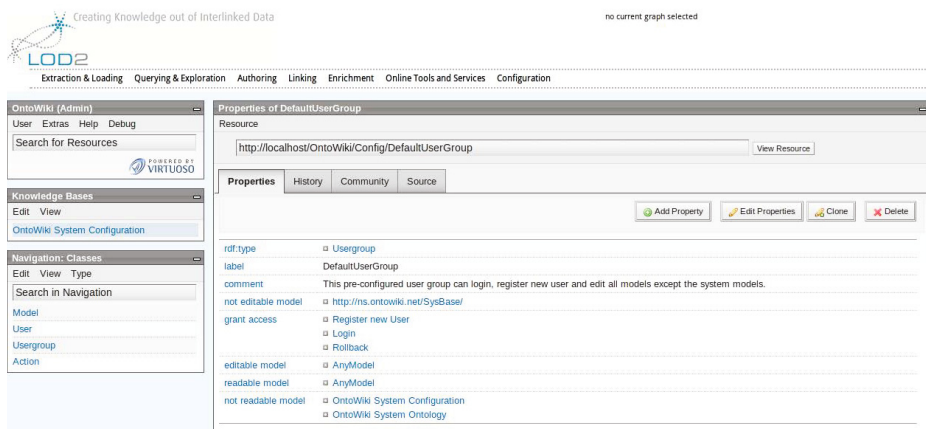 Creating Knowledge out of Interlinked Data
no current graph selected
LOD2
Extraction & Loading Querying & Exploration Authoring Linking Enrichment Online Tools and Services Configuration
OntoWiki (Admin)
User Extras Help Debug
Search for Resources
POWERED BY
VIRTUOSO
Knowledge Bases
Edit View
OntoWiki System Configuration
Navigation: Classes
Edit View Type
Search in Navigation
Model
User
Usergroup
Action
Properties of DefaultUserGroup
Resource
http://localhost/OntoWiki/Config/DefaultUserGroup
View Resource
Properties History Community Source
Add Property Edit Properties Clone Delete
rdf:type Usergroup
label DefaultUserGroup
comment This pre-configured user group can login, register new user and edit all models except the system models.
not editable model http://ns.ontowiki.net/SysBase/
grant access Register new User
Login
Rollback
editable model AnyModel
readable model AnyModel
not readable model OntoWiki System Configuration
OntoWiki System Ontology